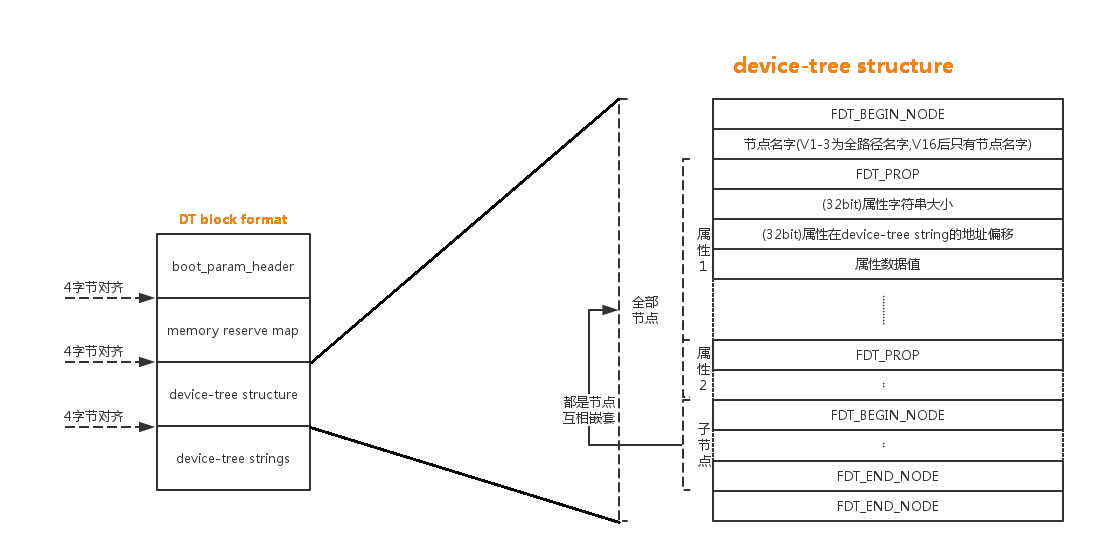 device-tree structure
DT block format
boot_param_header
memory reserve map
device-tree structure
device-tree strings
4字节对齐
4字节对齐
4字节对齐
全部
节点
都是节点
互相嵌套
属性1
属性2
子节点
FDT_BEGIN_NODE
节点名字(V1-3为全路径名字,V16后只有节点名字)
FDT_PROP
(32bit)属性字符串大小
(32bit)属性在device-tree string的地址偏移
属性数据值
FDT_PROP
:
FDT_BEGIN_NODE
:
FDT_END_NODE
FDT_END_NODE